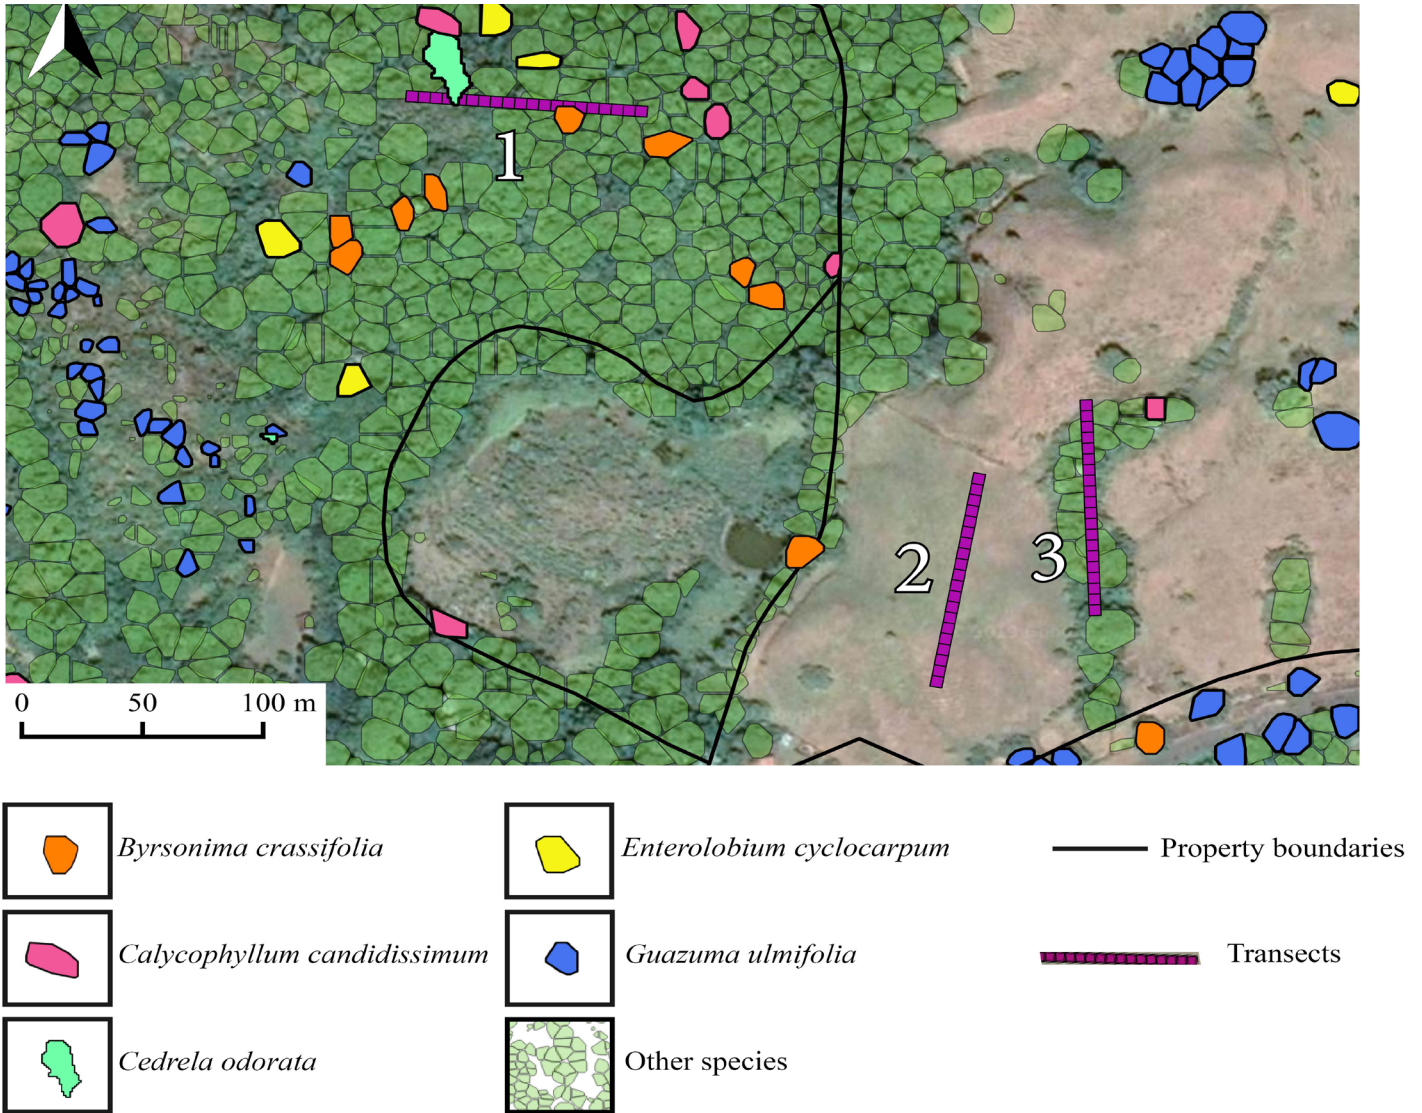 1
2
3
0 50 100 m
Byrsonima crassifolia
Enterolobium cyclocarpum
Property boundaries
Calycophyllum candidissimum
Guazuma ulmifolia
Transects
Cedrela odorata
Other species